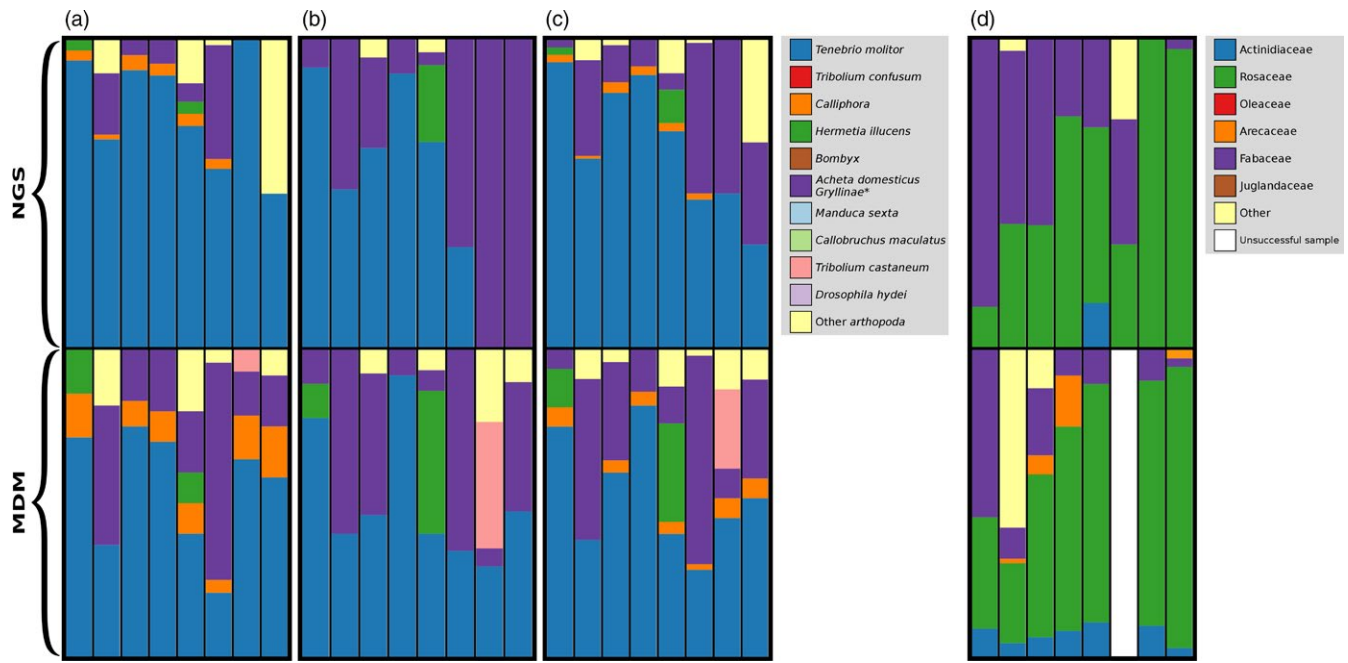 (a)
(b)
(c)
(d)
NGS
MDM
Tenebrio molitor
Tribolium confusum
Calliphora
Hermetia illucens
Bombyx
Acheta domesticus
Gryllinae*
Manduca sexta
Callobruchus maculatus
Tribolium castaneum
Drosophila hydei
Other arthopoda
Actinidiaceae
Rosaceae
Oleaceae
Arecaceae
Fabaceae
Juglandaceae
Other
Unsuccessful sample